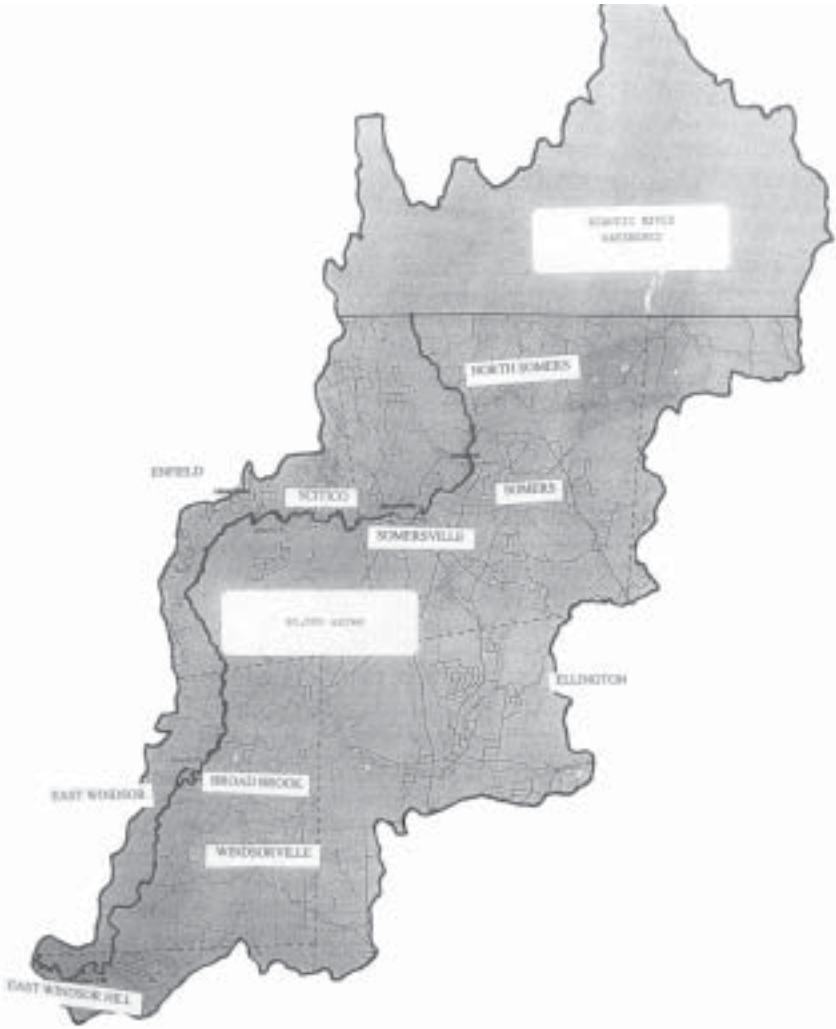 NORTH SOMERS
ENFIELD
SCITICO
SOMERS
SOMERSVILLE
ELLINGTON
BROAD BROOK
EAST WINDSOR
WINDSORVILLE
EAST WINDSOR HILL